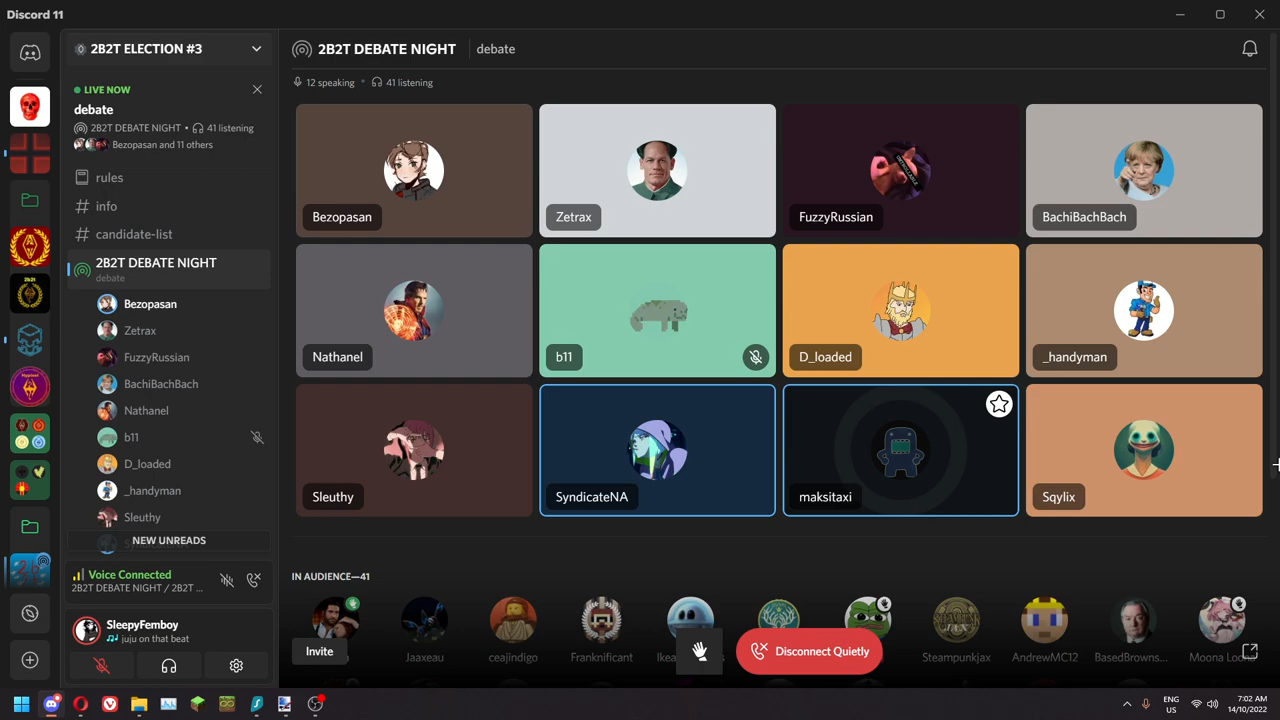 Discord 11
2B2T ELECTION #3
LIVE NOW
debate
2B2T DEBATE NIGHT • 41 listening
Bezopasan and 11 others
rules
info
candidate-list
2B2T DEBATE NIGHT
debate
Bezopasan
Zetrax
FuzzyRussian
BachiBachBach
Nathanel
b11
D_loaded
_handyman
Sleuthy
NEW UNREADS
Voice Connected
2B2T DEBATE NIGHT / 2B2T ...
SleepyFemboy
juju on that beat
2B2T DEBATE NIGHT
debate
12 speaking • 41 listening
Bezopasan
Zetrax
FuzzyRussian
BachiBachBach
Nathanel
b11
D_loaded
_handyman
Sleuthy
SyndicateNA
maksitaxi
Sqylix
IN AUDIENCE—41
Jaaxeau
ceajindigo
Franknificant
Steampunkjax
AndrewMC12
BasedBrowns...
Moona Loon
Invite
Disconnect Quietly
ENG
US
7:02 AM
14/10/2022